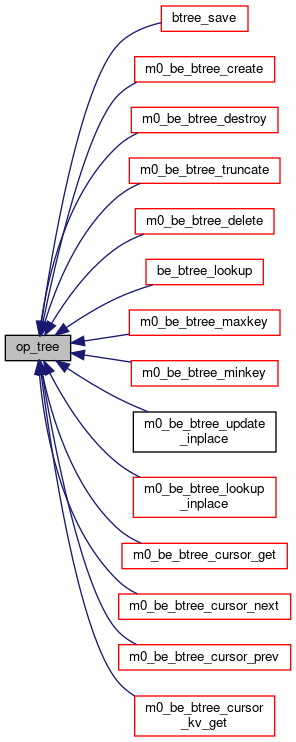 btree_save
m0_be_btree_create
m0_be_btree_destroy
m0_be_btree_truncate
m0_be_btree_delete
be_btree_lookup
m0_be_btree_maxkey
op_tree
m0_be_btree_minkey
m0_be_btree_update
_inplace
m0_be_btree_lookup
_inplace
m0_be_btree_cursor_get
m0_be_btree_cursor_next
m0_be_btree_cursor_prev
m0_be_btree_cursor
_kv_get